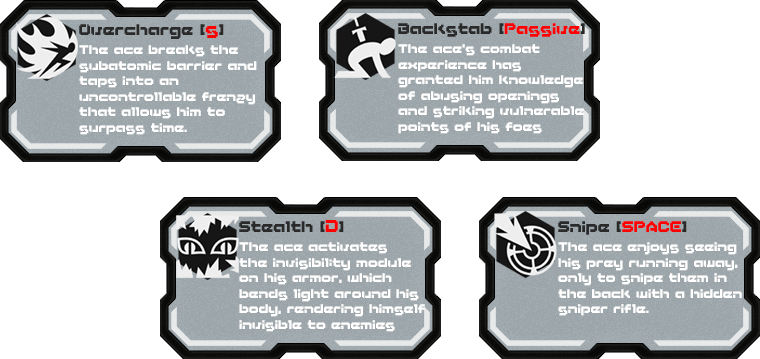 Overcharge [s]
The ace breaks the
subatomic barrier and
taps into an
uncontrollable frenzy
that allows him to
surpass time.
Backstab [Passive]
The ace's combat
experience has
granted him knowledge
of abusing openings
and striking vulnerable
points of his foes
Stealth [D]
The ace activates
the invisibility module
on his armor, which
bends light around his
body, rendering himself
invisible to enemies
Snipe [SPACE]
The ace enjoys seeing
his prey running away,
only to snipe them in
the back with a hidden
sniper rifle.